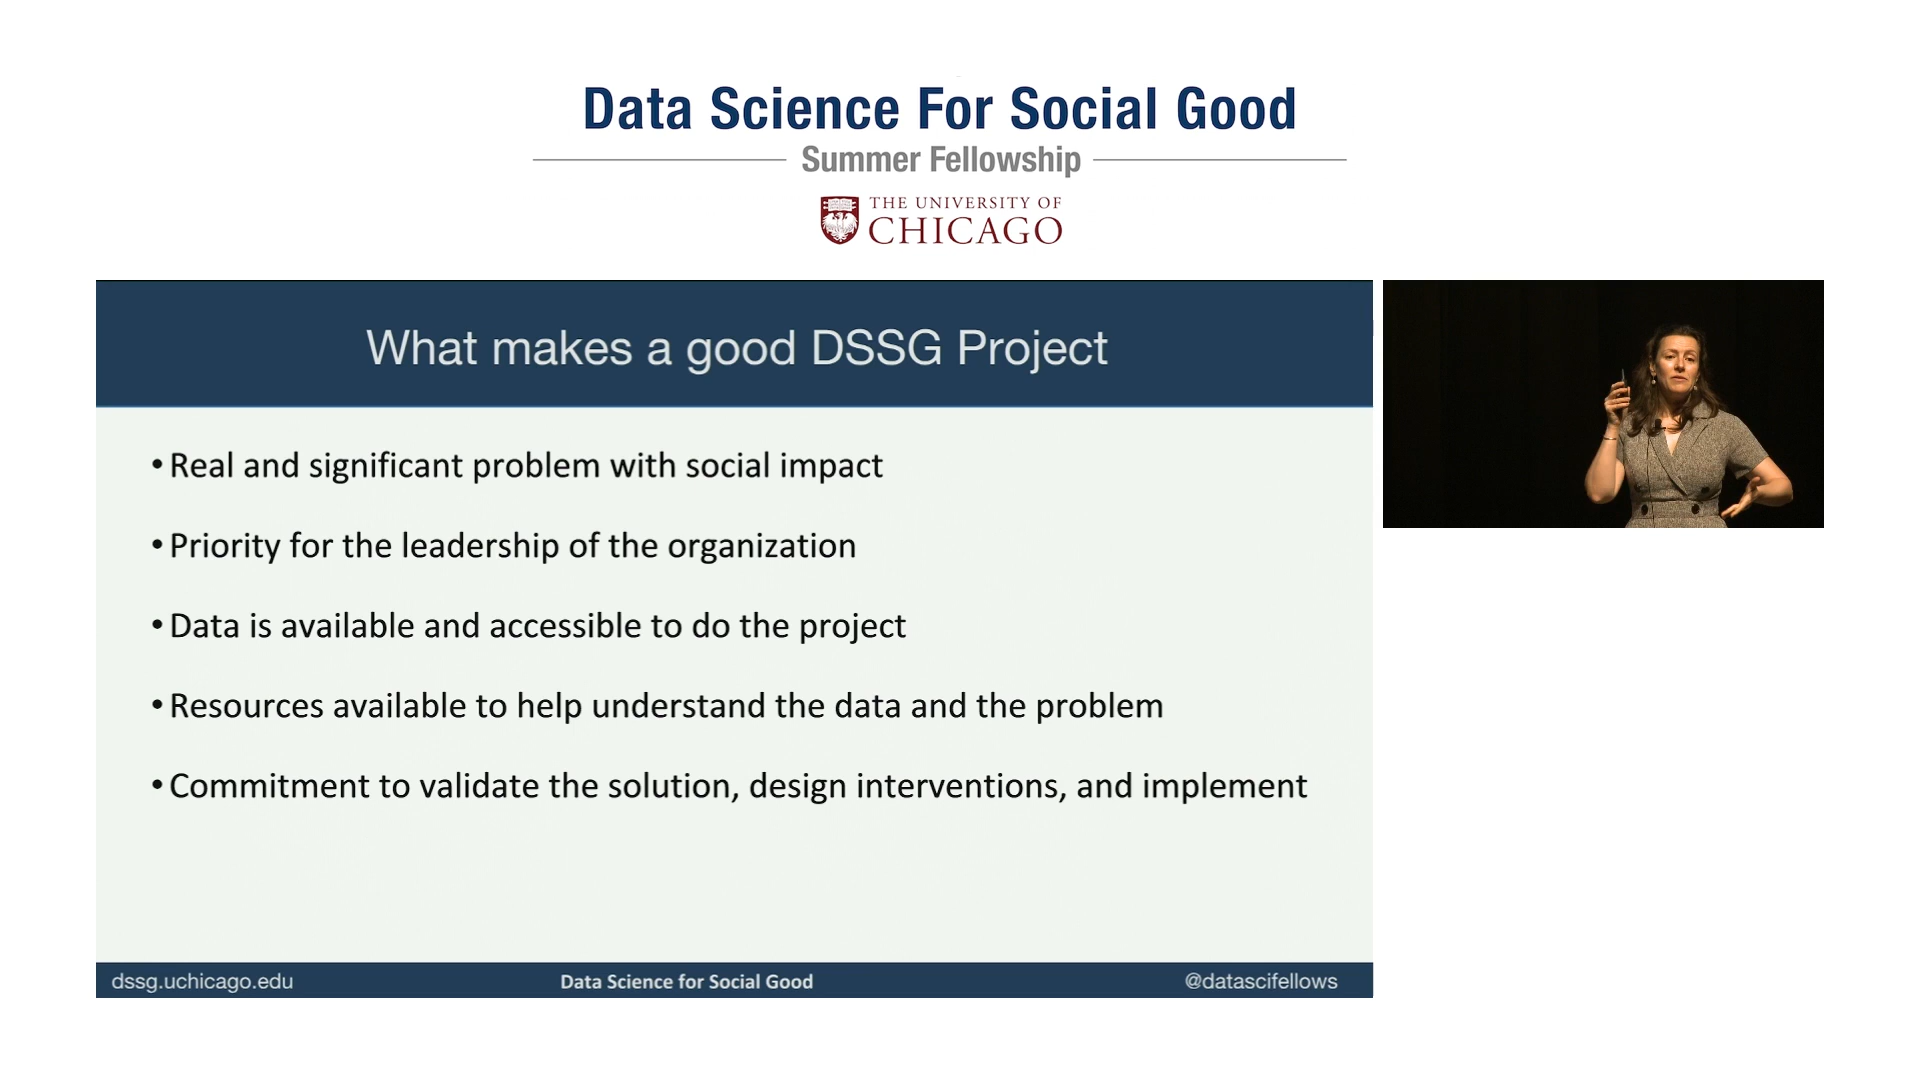 Data Science For Social Good
Summer Fellowship
THE UNIVERSITY OF
CHICAGO
What makes a good DSSG Project
• Real and significant problem with social impact
• Priority for the leadership of the organization
• Data is available and accessible to do the project
• Resources available to help understand the data and the problem
• Commitment to validate the solution, design interventions, and implement
dssg.uchicago.edu
Data Science for Social Good
@datascifellows